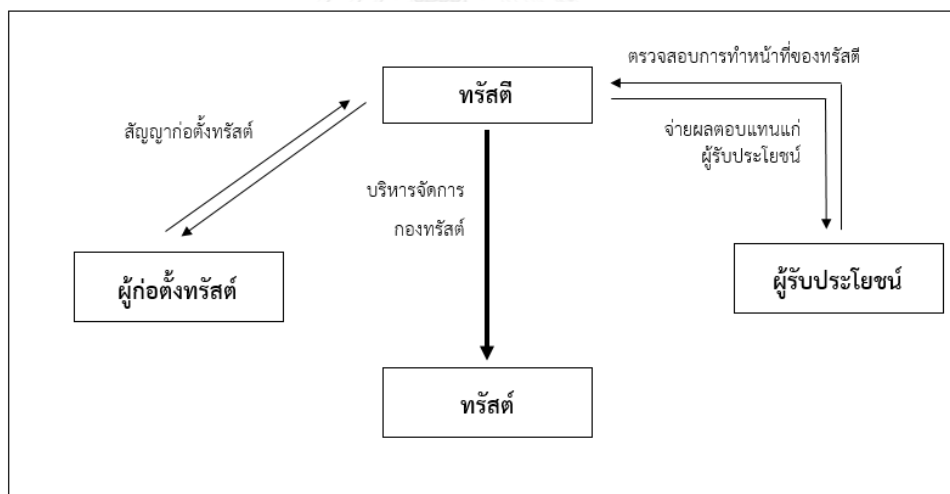 ตรวจสอบการทำหน้าที่ของทรัสตี
ทรัสตี
สัญญาก่อตั้งทรัสต์
จ่ายผลตอบแทนแก่
ผู้รับประโยชน์
บริหารจัดการ
กองทรัสต์
ผู้ก่อตั้งทรัสต์
ผู้รับประโยชน์
ทรัสต์